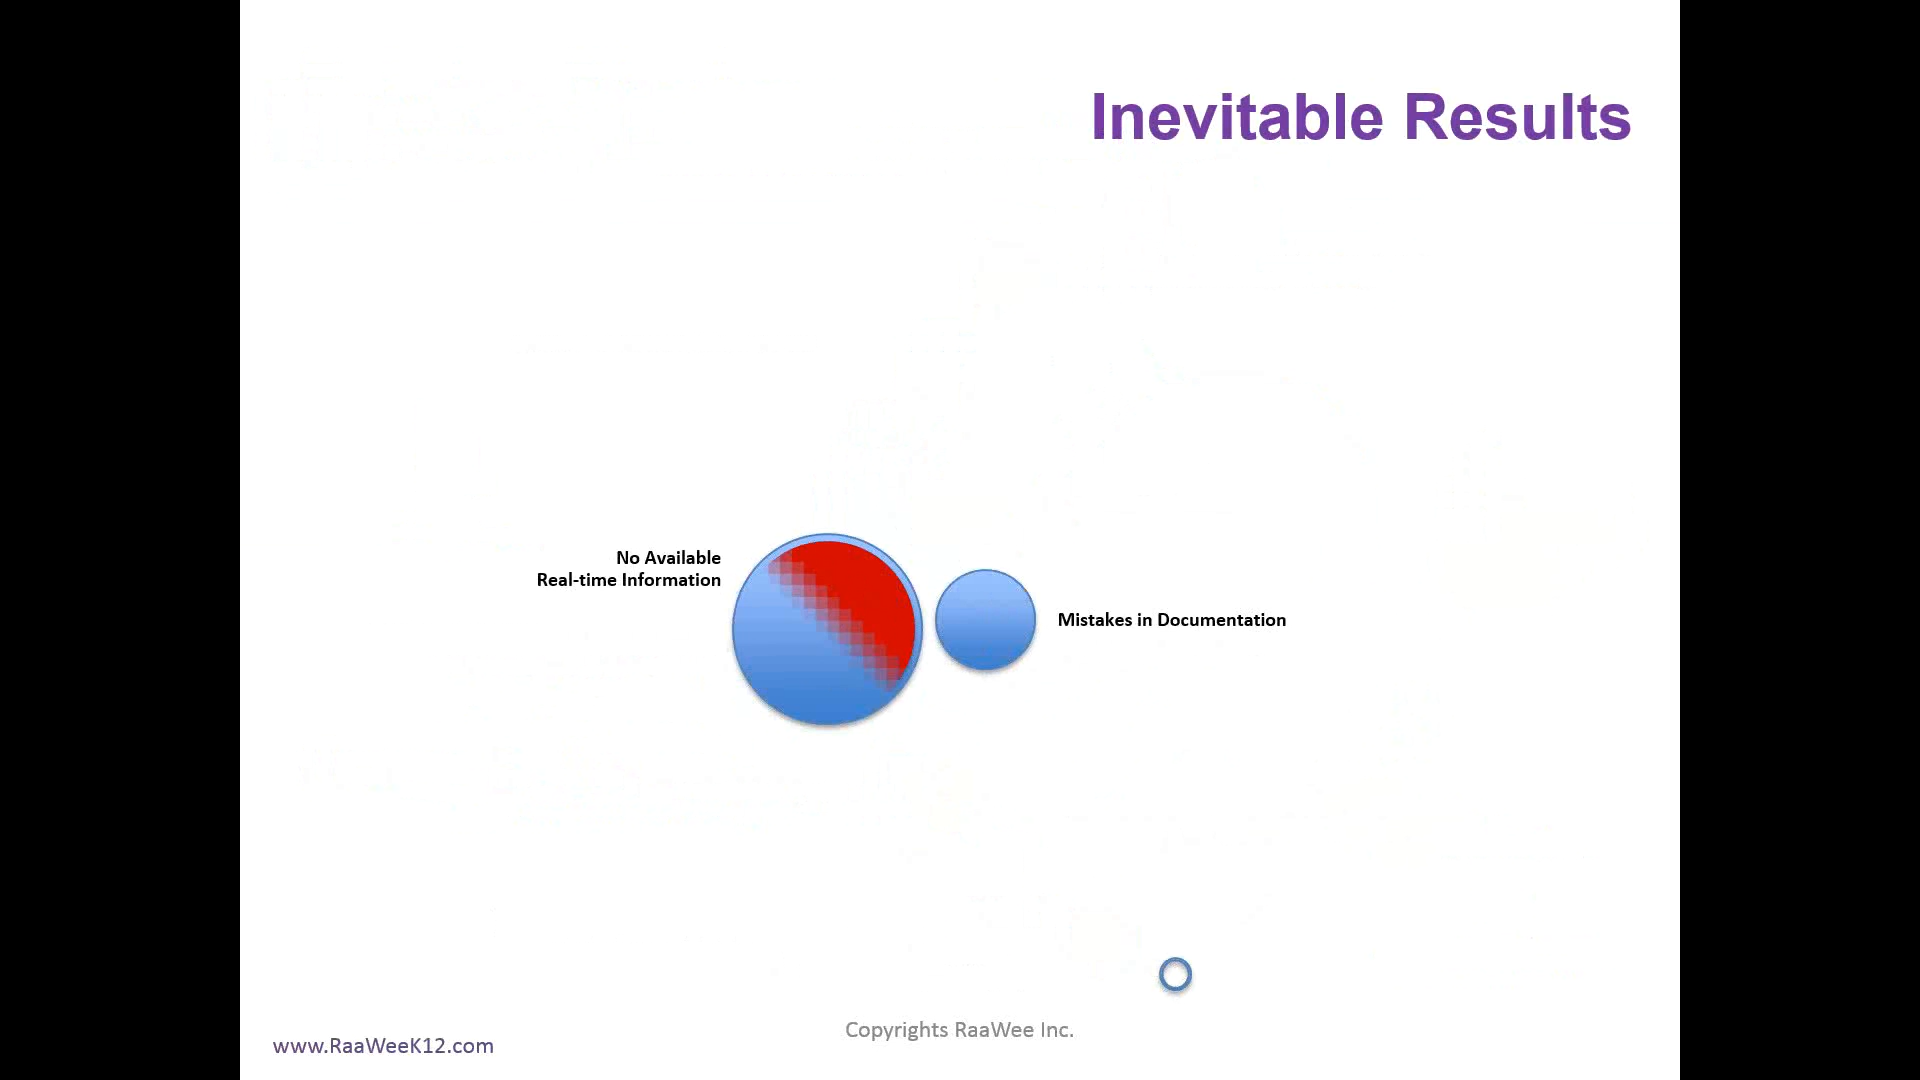 Inevitable Results
No Available
Real-time Information
Mistakes in Documentation
Copyrights RaaWee Inc.
www.RaaWeeK12.com